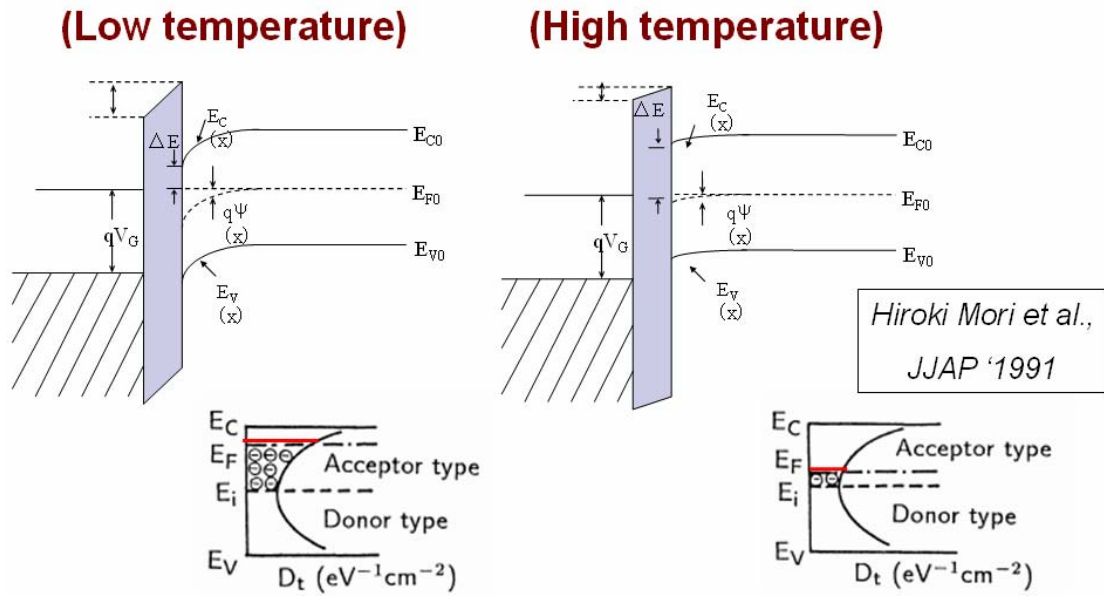 (Low temperature)
(High temperature)
E_C
(x)
△E
E_C0
E_F0
qΨ
(x)
qV_G
E_V0
E_V
(x)
E_C
(x)
△E
E_C0
E_F0
qΨ
(x)
qV_G
E_V0
E_V
(x)
Hiroki Mori et al.,
JJAP ‘1991
E_C
E_F
Acceptor type
E_i
Donor type
E_V
D_t (eV⁻¹cm⁻²)
E_C
E_F
Acceptor type
E_i
Donor type
E_V
D_t (eV⁻¹cm⁻²)